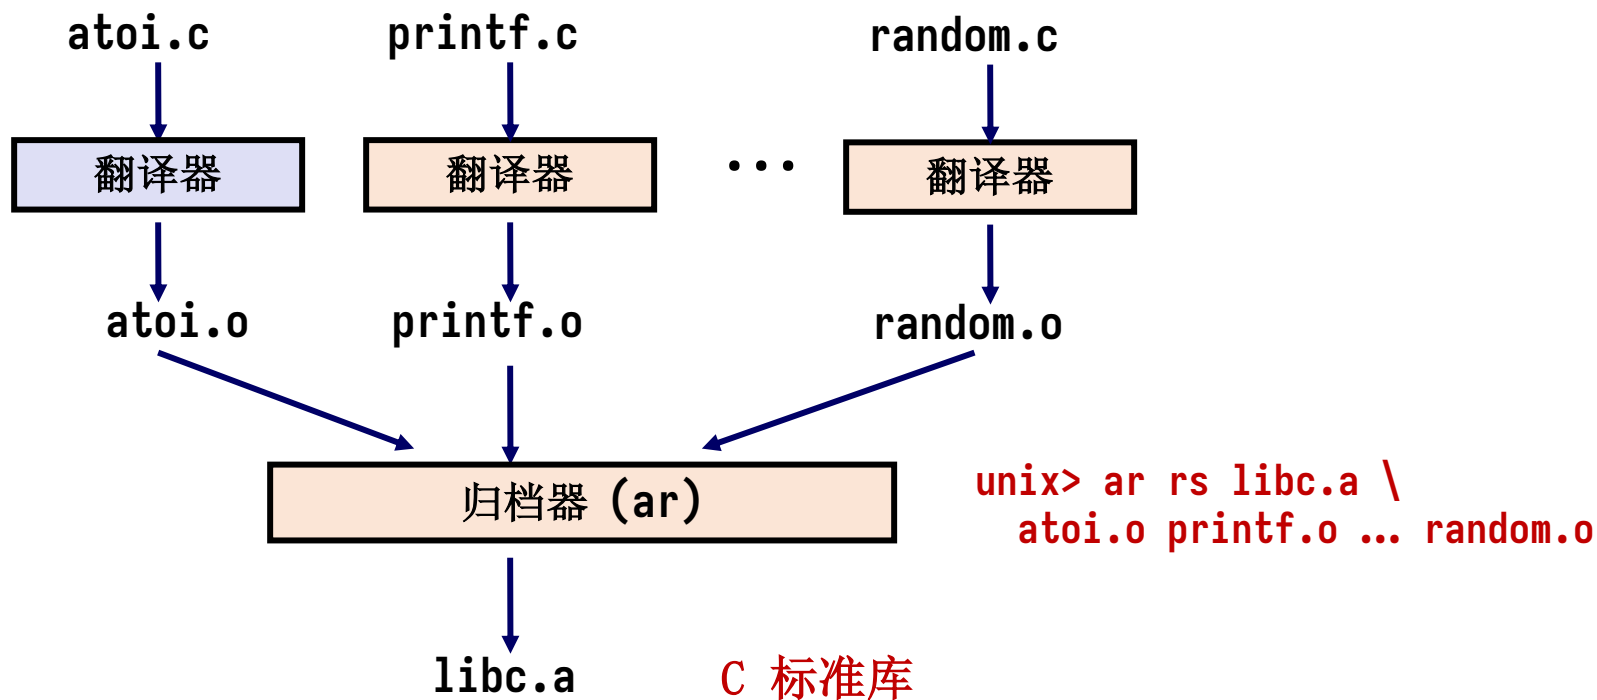 atoi.c printf.c random.c
翻译器 翻译器 ... 翻译器
atoi.o printf.o random.o
归档器 (ar)
unix> ar rs libc.a \
atoi.o printf.o … random.o
libc.a C 标准库